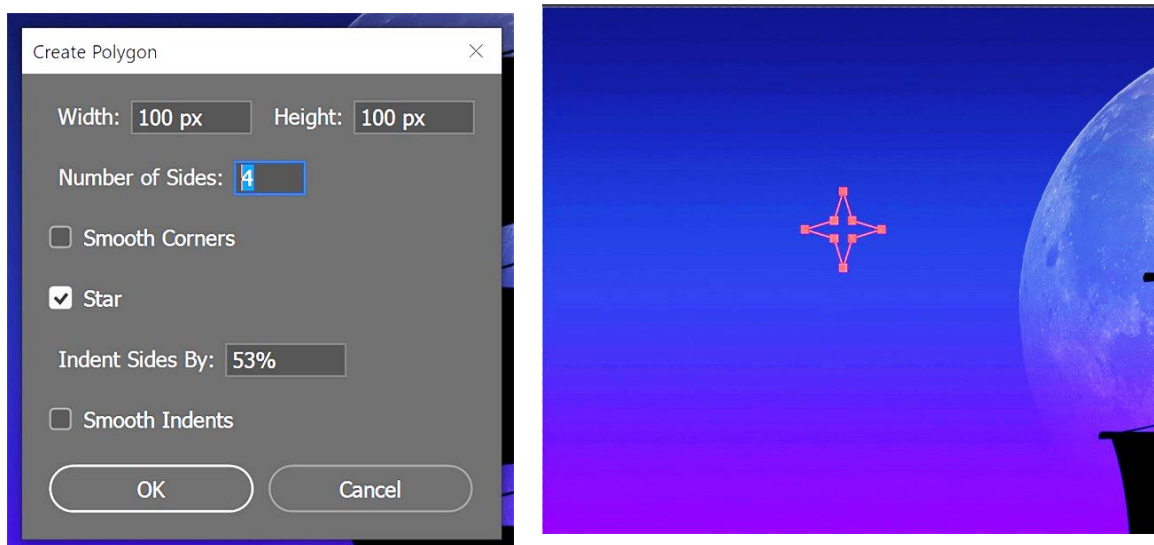 Create Polygon
Width: 100 px Height: 100 px
Number of Sides: 4
Smooth Corners
Star
Indent Sides By: 53%
Smooth Indents
OK Cancel